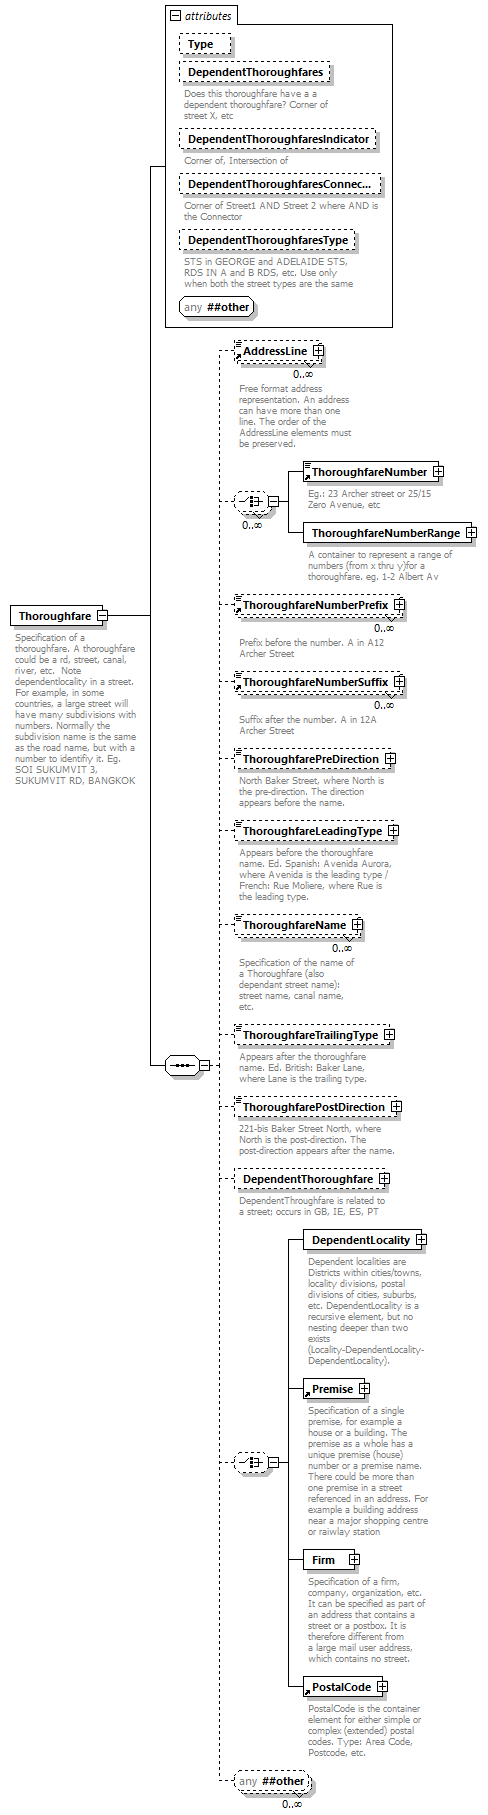 attributes
Type
DependentThoroughfares
Does this thoroughfare have a a
dependent thoroughfare? Corner of
street X, etc
DependentThoroughfaresIndicator
Corner of, Intersection of
DependentThoroughfaresConnec...
Corner of Street1 AND Street 2 where AND is
the Connector
DependentThoroughfaresType
STS in GEORGE and ADELAIDE STS,
RDS IN A and B RDS, etc. Use only
when both the street types are the same
any ##other
AddressLine
0..∞
Free format address
representation. An address
can have more than one
line. The order of the
AddressLine elements must
be preserved.
ThoroughfareNumber
Eg.: 23 Archer street or 25/15
Zero Avenue, etc
0..∞
ThoroughfareNumberRange
A container to represent a range of
numbers (from x thru y)for a
thoroughfare. eg. 1-2 Albert Av
Thoroughfare
Specification of a
thoroughfare. A thoroughfare
could be a rd, street, canal,
river, etc.  Note
dependentlocality in a street.
For example, in some
countries, a large street will
have many subdivisions with
numbers. Normally the
subdivision name is the same
as the road name, but with a
number to identifiy it. Eg.
SOI SUKUMVIT 3,
SUKUMVIT RD, BANGKOK
ThoroughfareNumberPrefix
0..∞
Prefix before the number. A in A12
Archer Street
ThoroughfareNumberSuffix
0..∞
Suffix after the number. A in 12A
Archer Street
ThoroughfarePreDirection
North Baker Street, where North is
the pre-direction. The direction
appears before the name.
ThoroughfareLeadingType
Appears before the thoroughfare
name. Ed. Spanish: Avenida Aurora,
where Avenida is the leading type /
French: Rue Moliere, where Rue is
the leading type.
ThoroughfareName
0..∞
Specification of the name of
a Thoroughfare (also
dependant street name):
street name, canal name,
etc.
ThoroughfareTrailingType
Appears after the thoroughfare
name. Ed. British: Baker Lane,
where Lane is the trailing type.
ThoroughfarePostDirection
221-bis Baker Street North, where
North is the post-direction. The
post-direction appears after the name.
DependentThoroughfare
DependentThroughfare is related to
a street; occurs in GB, IE, ES, PT
DependentLocality
Dependent localities are
Districts within cities/towns,
locality divisions, postal
divisions of cities, suburbs,
etc. DependentLocality is a
recursive element, but no
nesting deeper than two
exists
(Locality-DependentLocality-
DependentLocality).
Premise
Specification of a single
premise, for example a
house or a building. The
premise as a whole has a
unique premise (house)
number or a premise name.
There could be more than
one premise in a street
referenced in an address. For
example a building address
near a major shopping centre
or raiwlay station
Firm
Specification of a firm,
company, organization, etc.
It can be specified as part of
an address that contains a
street or a postbox. It is
therefore different from
a large mail user address,
which contains no street.
PostalCode
PostalCode is the container
element for either simple or
complex (extended) postal
codes. Type: Area Code,
Postcode, etc.
any ##other
0..∞